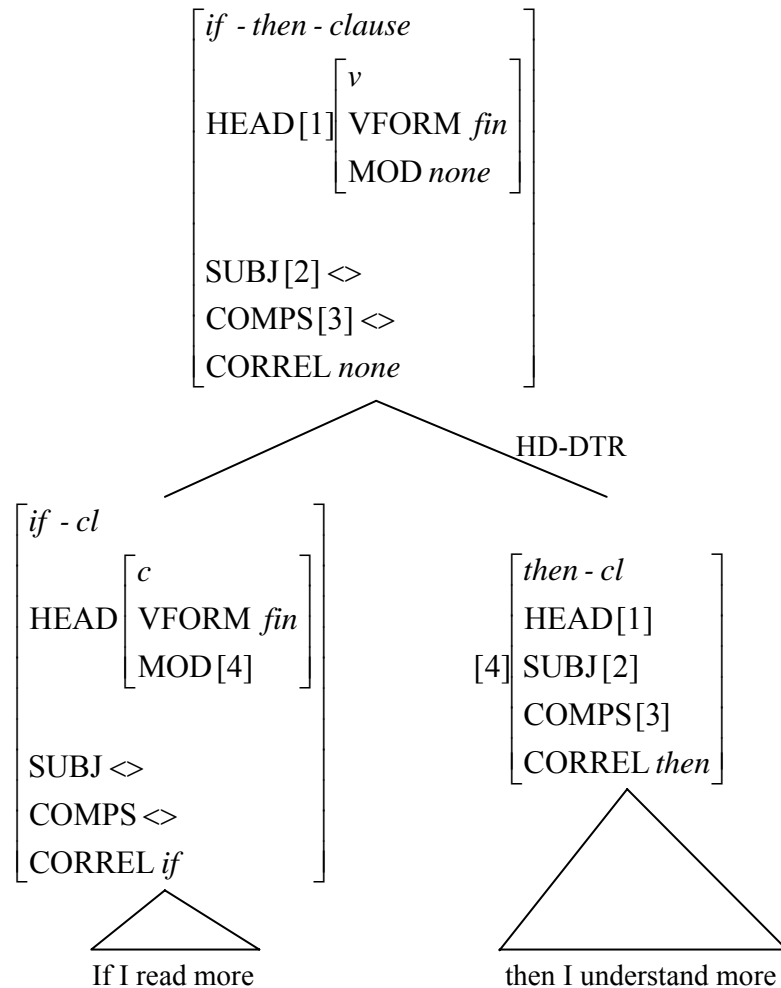 if - then - clause
v
HEAD[1] VFORM fin
MOD none
SUBJ[2] <>
COMPS[3] <>
CORREL none
HD-DTR
if - cl
c
HEAD VFORM fin
MOD[4]
SUBJ <>
COMPS <>
CORREL if
If I read more
then - cl
HEAD[1]
[4] SUBJ[2]
COMPS[3]
CORREL then
then I understand more